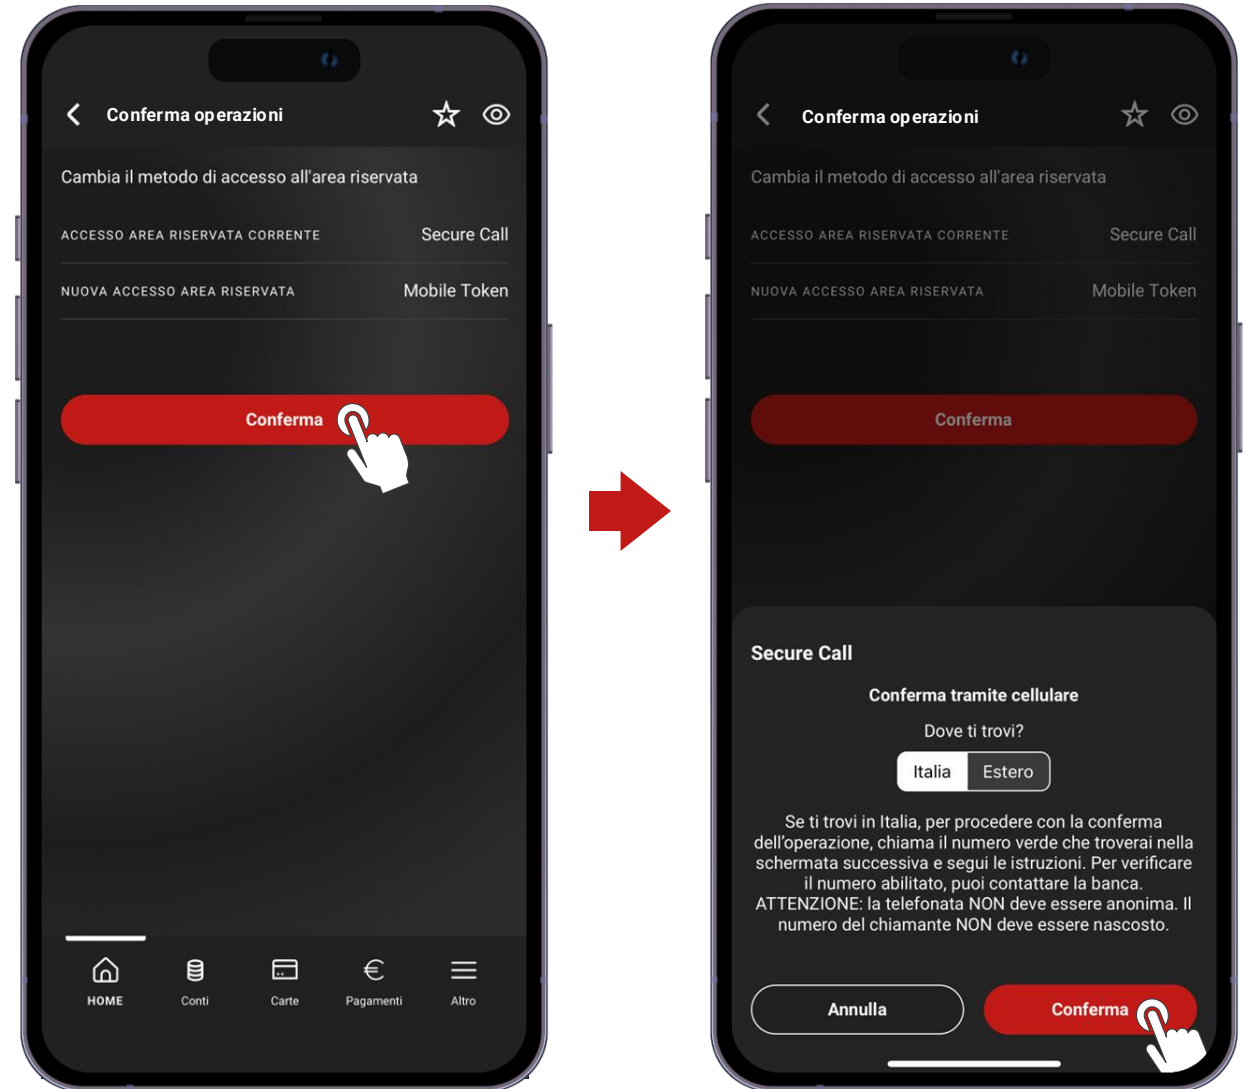 Conferma operazioni
Cambia il metodo di accesso all'area riservata
ACCESSO AREA RISERVATA CORRENTE Secure Call
NUOVA ACCESSO AREA RISERVATA Mobile Token
Conferma
HOME Conti Carte Pagamenti Altro
Conferma operazioni
Cambia il metodo di accesso all'area riservata
ACCESSO AREA RISERVATA CORRENTE Secure Call
NUOVA ACCESSO AREA RISERVATA Mobile Token
Conferma
Secure Call
Conferma tramite cellulare
Dove ti trovi?
Italia Estero
Se ti trovi in Italia, per procedere con la conferma
dell'operazione, chiama il numero verde che troverai nella
schermata successiva e segui le istruzioni. Per verificare
il numero abilitato, puoi contattare la banca.
ATTENZIONE: la telefonata NON deve essere anonima. Il
numero del chiamante NON deve essere nascosto.
Annulla Conferma